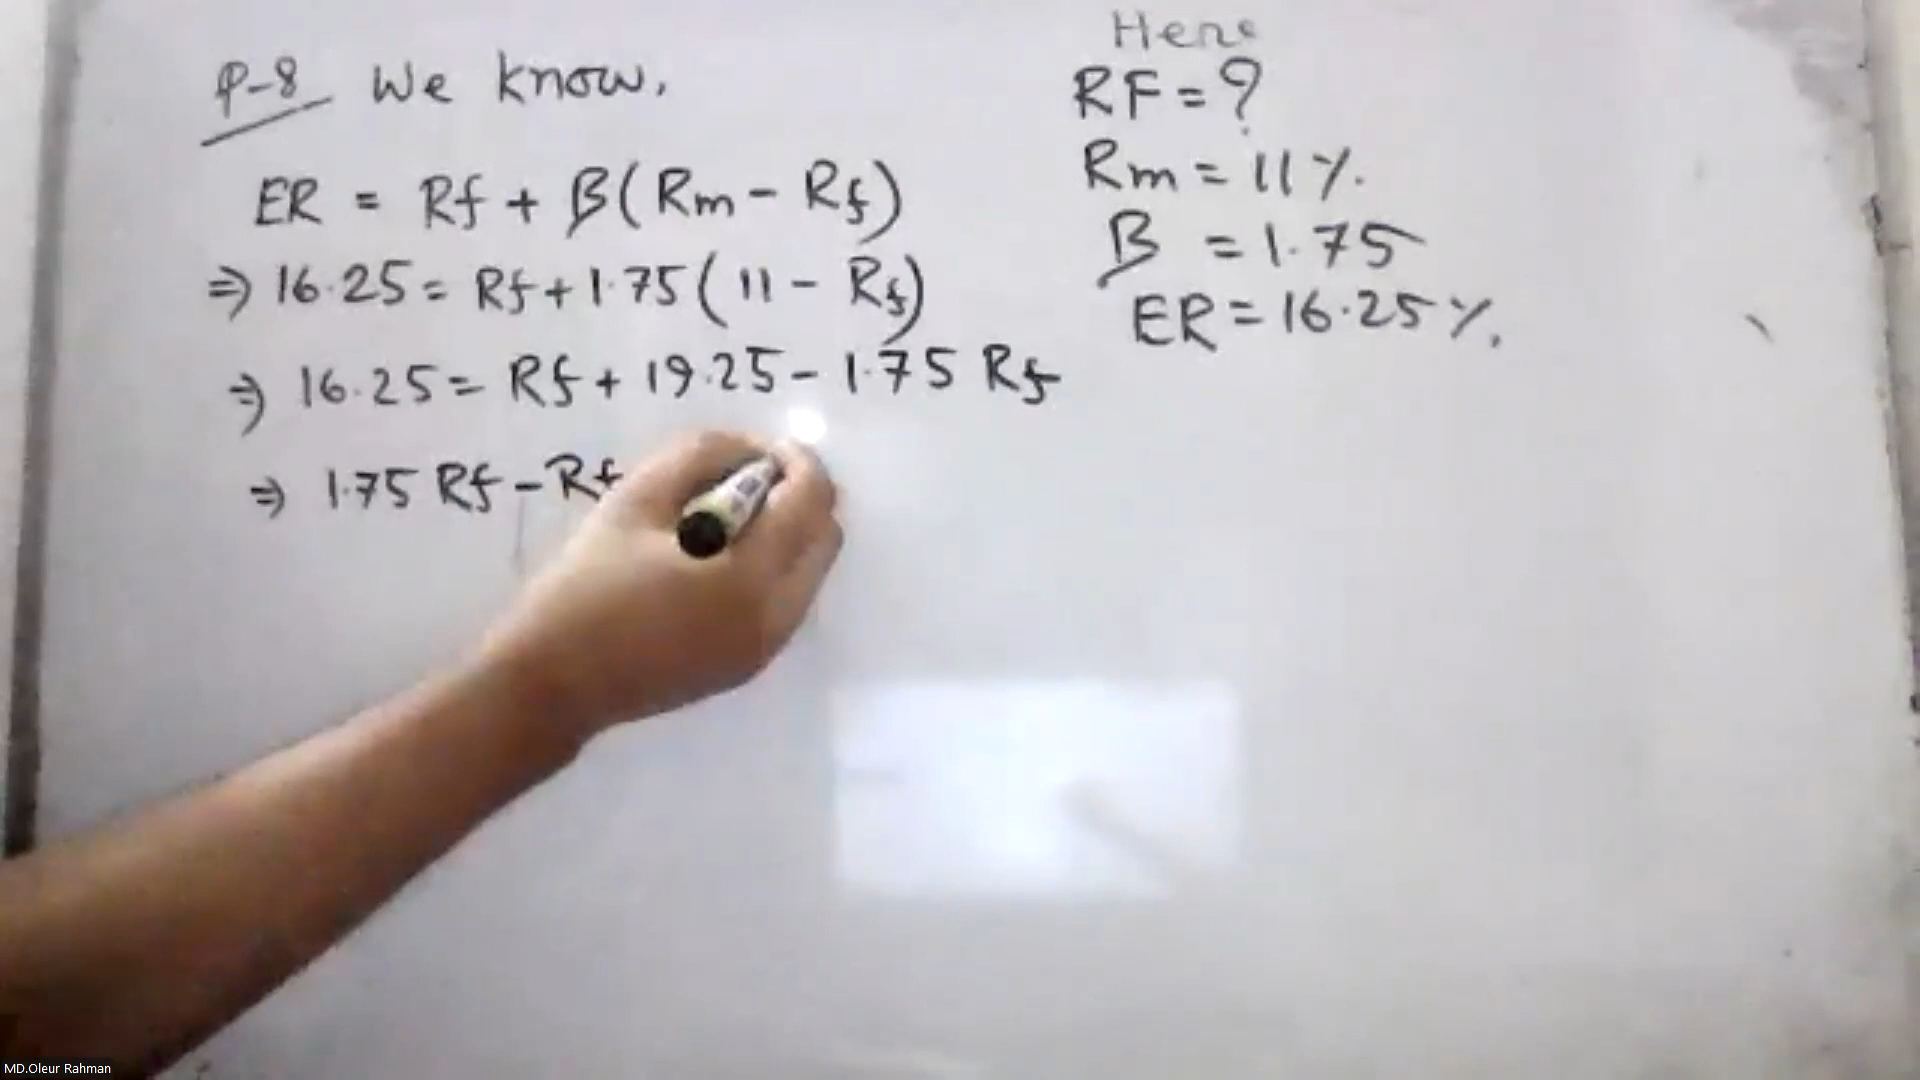 P-8 We know,
ER = Rf + β(Rm - Rf)
⇒ 16.25 = Rf + 1.75 (11 - Rf)
⇒ 16.25 = Rf + 19.25 - 1.75 Rf
⇒ 1.75 Rf - Rf
Here
RF = ?
Rm = 11%.
β = 1.75
ER = 16.25%.
MD.Oleur Rahman